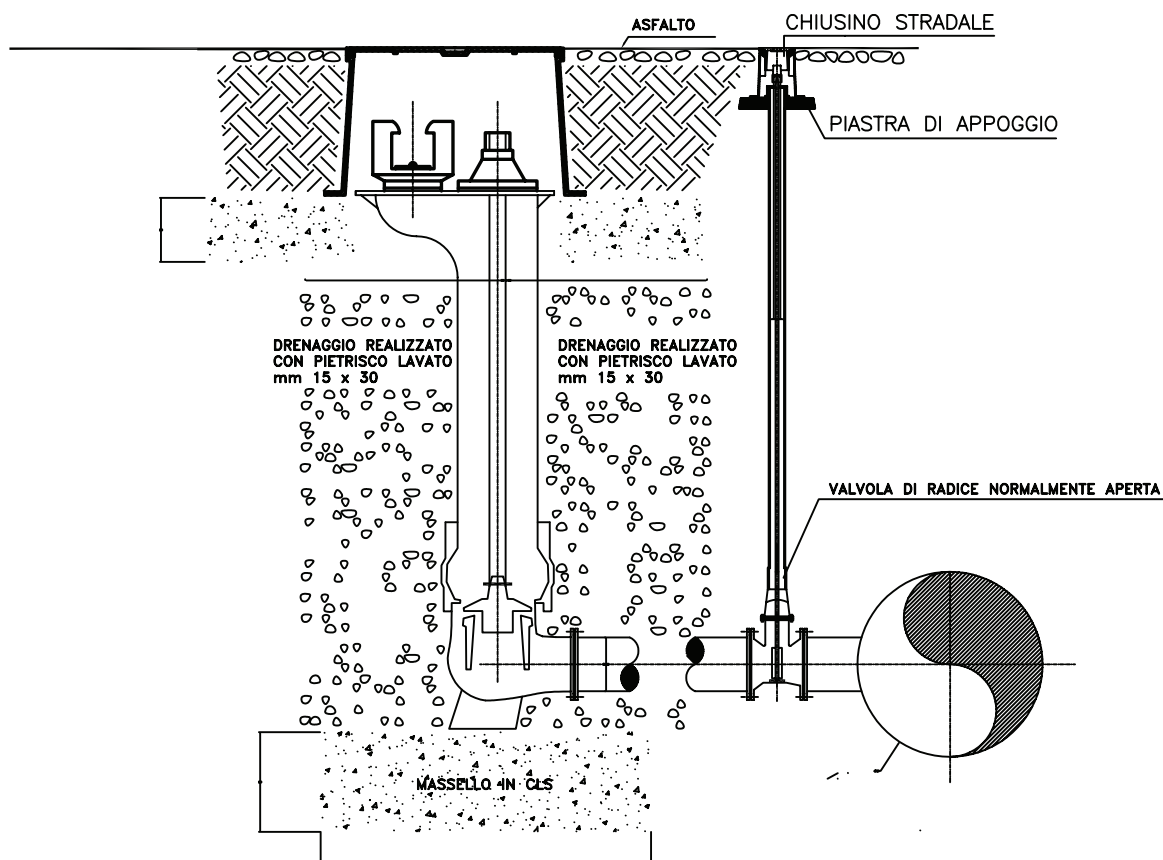 ASFALTO
CHIUSINO STRADALE
PIASTRA DI APPOGGIO
DRENAGGIO REALIZZATO
CON PIETRISCO LAVATO
mm 15 x 30
DRENAGGIO REALIZZATO
CON PIETRISCO LAVATO
mm 15 x 30
VALVOLA DI RADICE NORMALMENTE APERTA
MASSELLO IN CLS